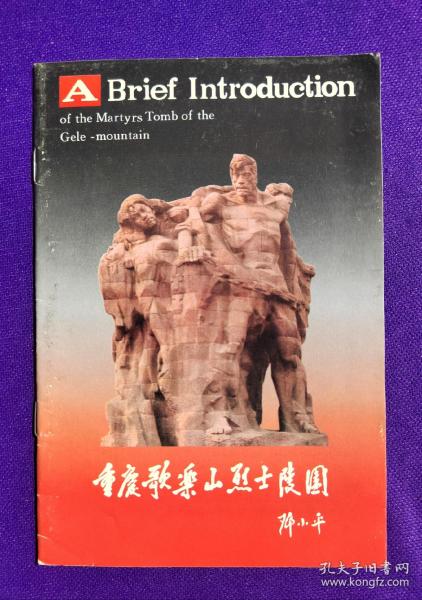 A Brief Introduction
of the Martyrs Tomb of the
Gele -mountain
重庆歌乐山烈士陵园
邓小平
孔夫子旧书网
www.kongfz.com